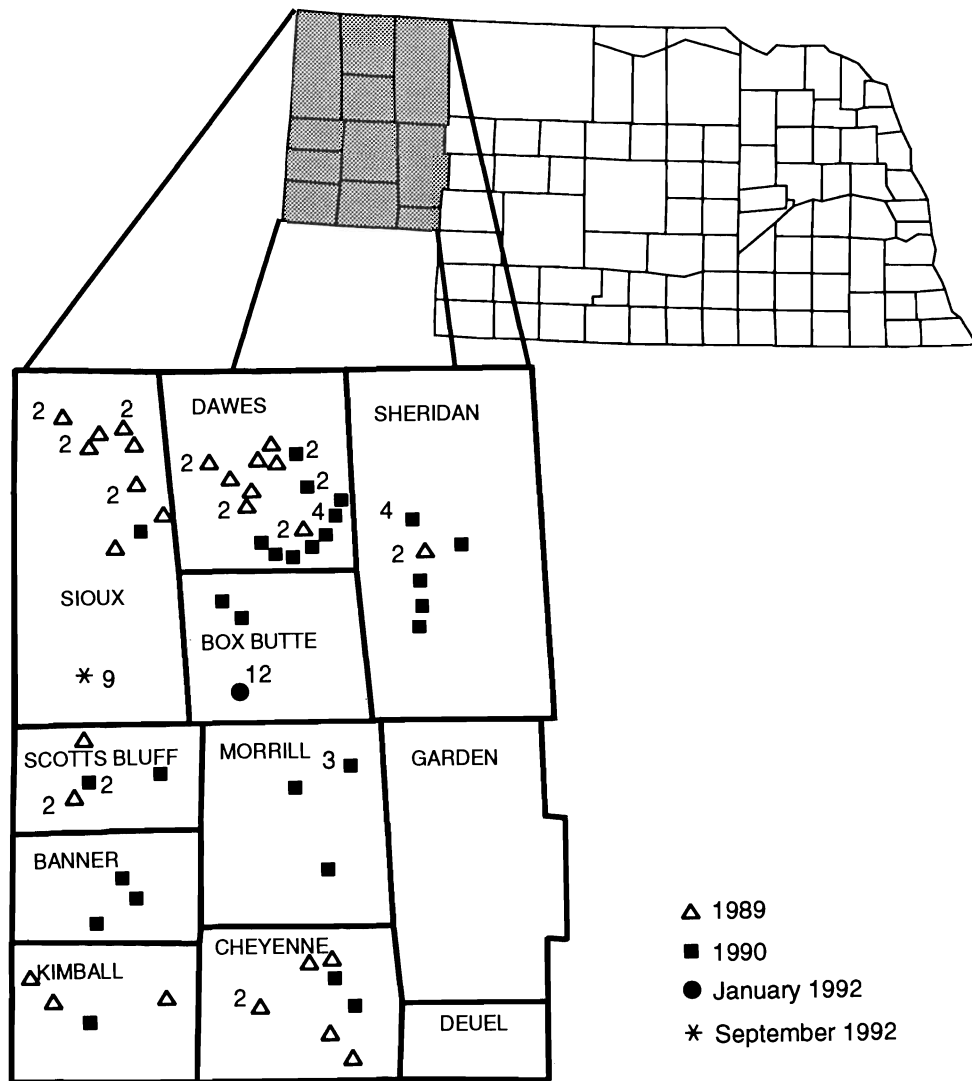 DAWES
SHERIDAN
2
2
2
2
2
2
2
2
4
2
4
2
SIOUX
BOX BUTTE
9
12
SCOTTS BLUFF
2
2
MORRILL
3
GARDEN
BANNER
KIMBALL
CHEYENNE
2
DEUEL
1989
1990
January 1992
September 1992